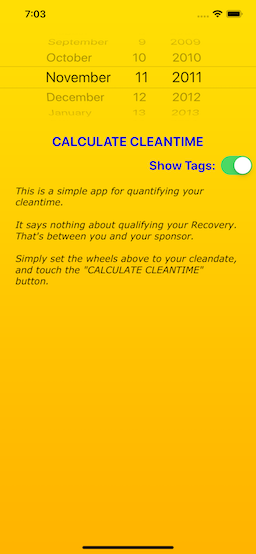 7:03
September 9 2009
October 10 2010
November 11 2011
December 12 2012
January 13 2013
CALCULATE CLEANTIME
Show Tags:
This is a simple app for quantifying your
cleantime.
It says nothing about qualifying your Recovery.
That's between you and your sponsor.
Simply set the wheels above to your cleandate,
and touch the "CALCULATE CLEANTIME"
button.